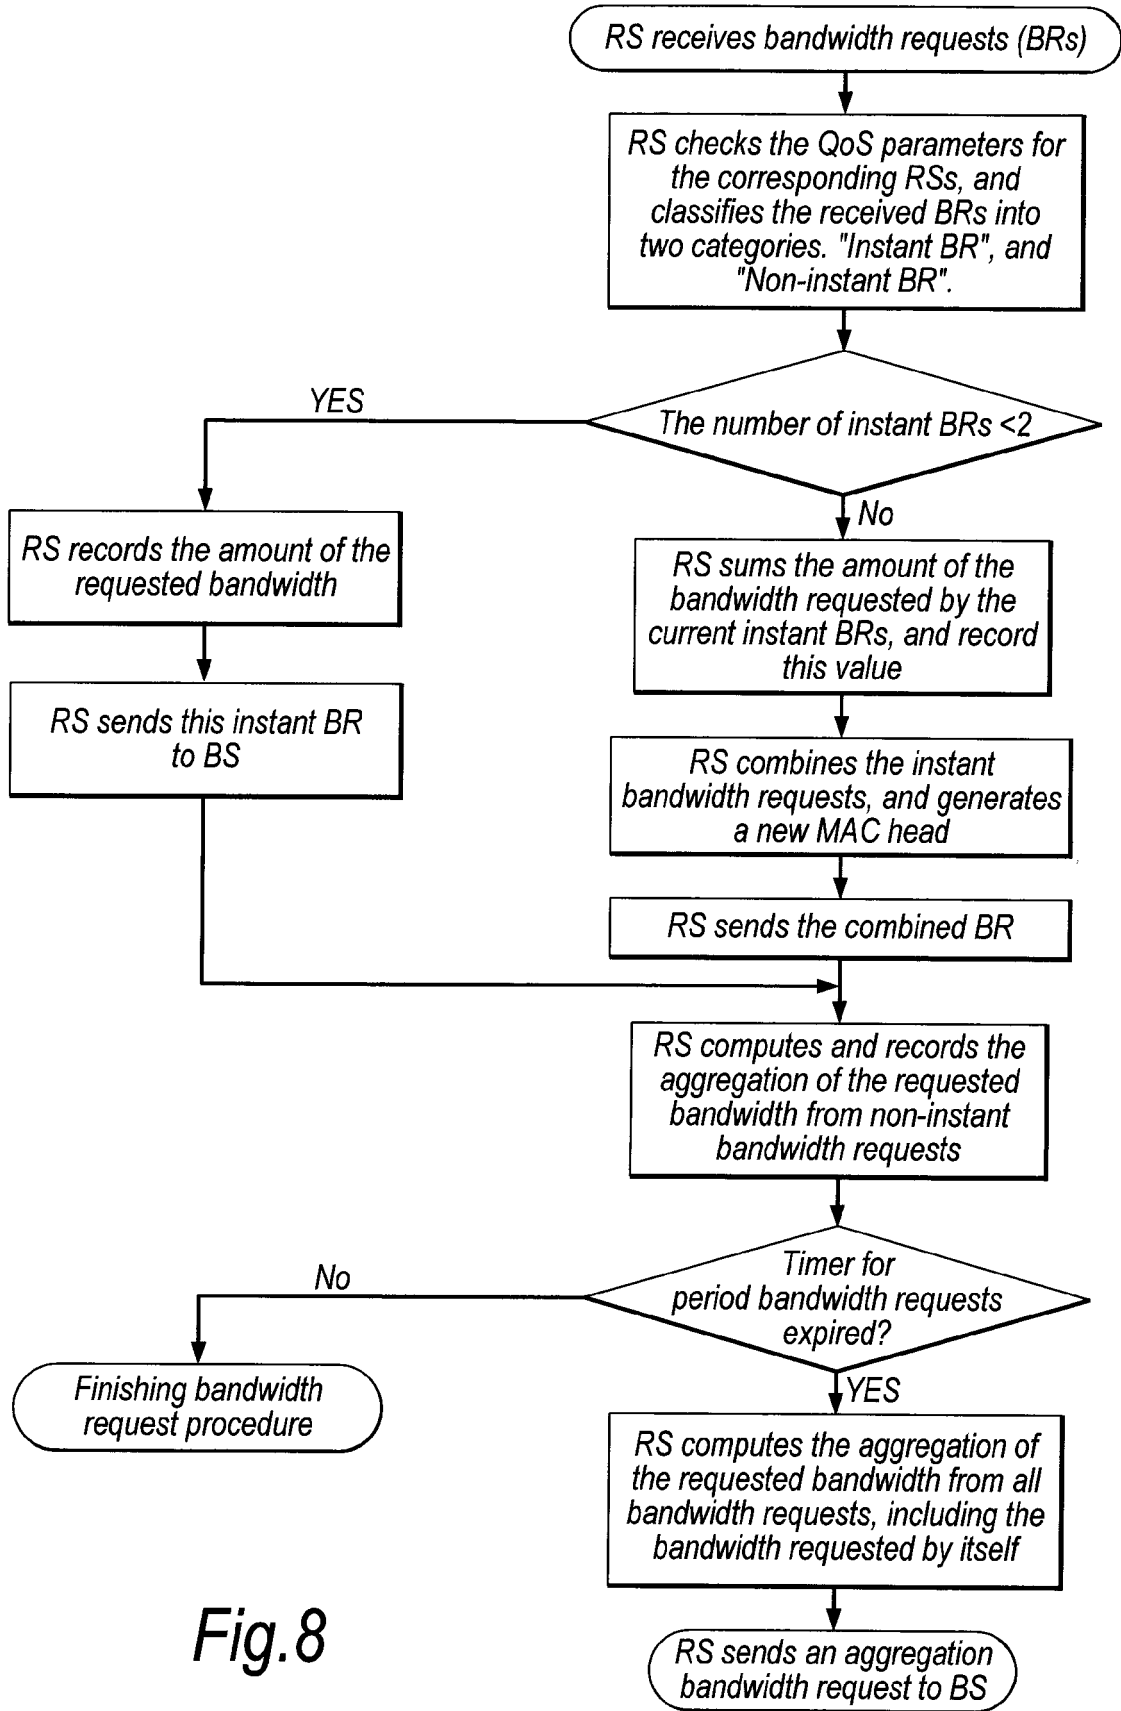 RS receives bandwidth requests (BRs)
RS checks the QoS parameters for
the corresponding RSs, and
classifies the received BRs into
two categories. "Instant BR", and
"Non-instant BR".
The number of instant BRs <2
YES
No
RS records the amount of the
requested bandwidth
RS sends this instant BR
to BS
RS sums the amount of the
bandwidth requested by the
current instant BRs, and record
this value
RS combines the instant
bandwidth requests, and generates
a new MAC head
RS sends the combined BR
RS computes and records the
aggregation of the requested
bandwidth from non-instant
bandwidth requests
Timer for
period bandwidth requests
expired?
No
Finishing bandwidth
request procedure
YES
RS computes the aggregation of
the requested bandwidth from all
bandwidth requests, including the
bandwidth requested by itself
RS sends an aggregation
bandwidth request to BS
Fig.8